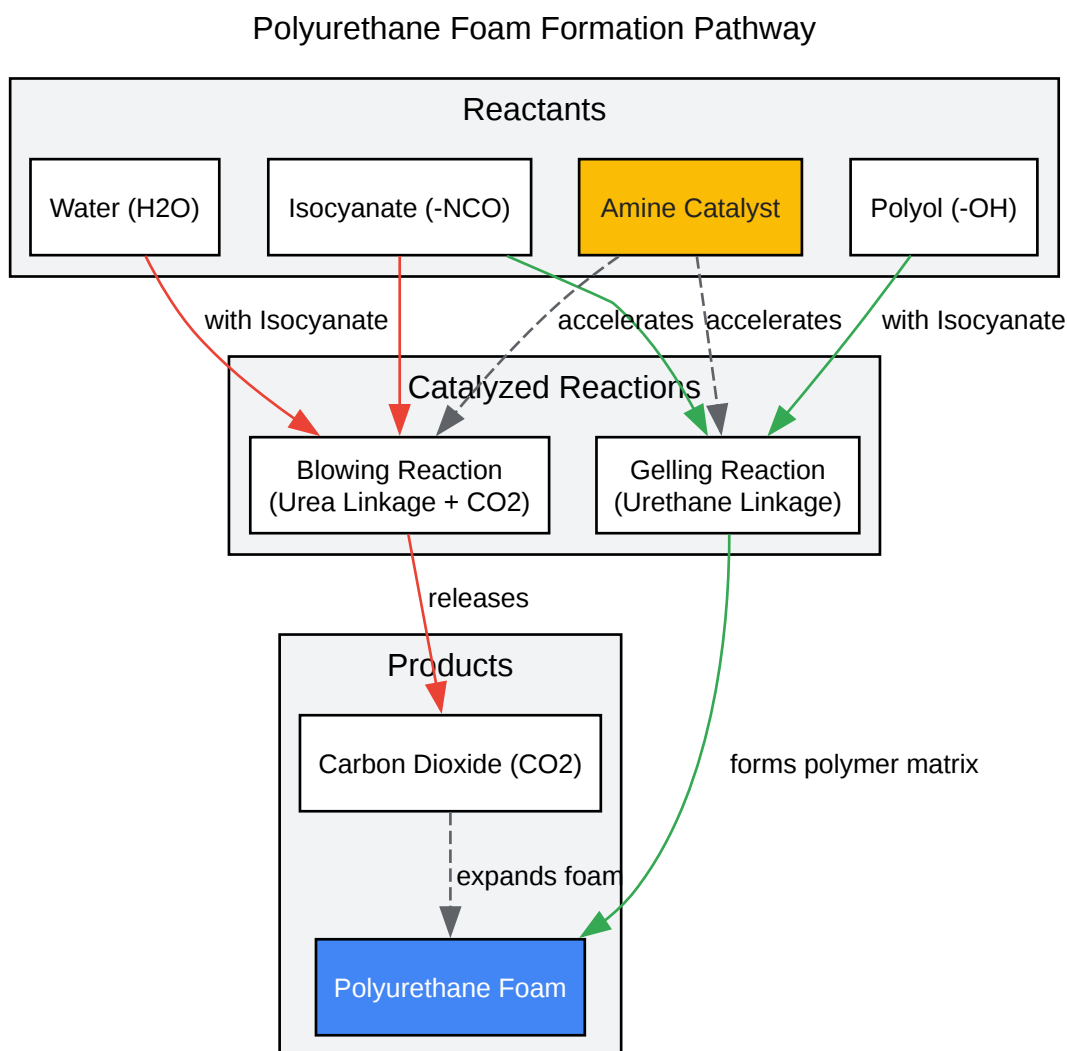 Polyurethane Foam Formation Pathway
Reactants
Water (H2O)
Isocyanate (-NCO)
Amine Catalyst
Polyol (-OH)
with Isocyanate
accelerates
accelerates
with Isocyanate
Catalyzed Reactions
Blowing Reaction
(Urea Linkage + CO2)
Gelling Reaction
(Urethane Linkage)
releases
Products
Carbon Dioxide (CO2)
forms polymer matrix
expands foam
Polyurethane Foam